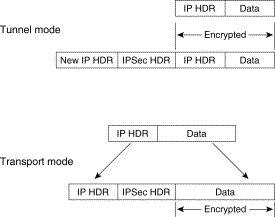 IP HDR Data
Tunnel mode
Encrypted
New IP HDR IPSec HDR IP HDR Data
IP HDR Data
Transport mode
IP HDR IPSec HDR Data
Encrypted